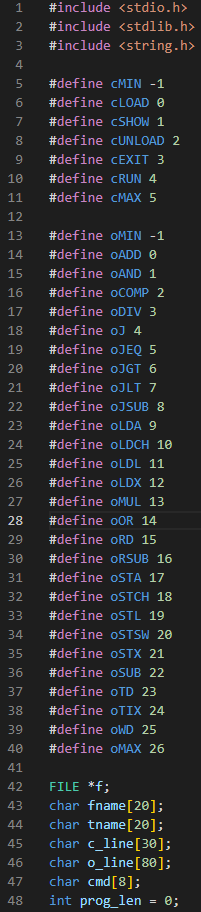 1 #include <stdio.h>
2 #include <stdlib.h>
3 #include <string.h>
4
5 #define cMIN -1
6 #define cLOAD 0
7 #define cSHOW 1
8 #define cUNLOAD 2
9 #define cEXIT 3
10 #define cRUN 4
11 #define cMAX 5
12
13 #define oMIN -1
14 #define oADD 0
15 #define oAND 1
16 #define oCOMP 2
17 #define oDIV 3
18 #define oJ 4
19 #define oJEQ 5
20 #define oJGT 6
21 #define oJLT 7
22 #define oJSUB 8
23 #define oLDA 9
24 #define oLDCH 10
25 #define oLDL 11
26 #define oLDX 12
27 #define oMUL 13
28 #define oOR 14
29 #define oRD 15
30 #define oRSUB 16
31 #define oSTA 17
32 #define oSTCH 18
33 #define oSTL 19
34 #define oSTSW 20
35 #define oSTX 21
36 #define oSUB 22
37 #define oTD 23
38 #define oTIX 24
39 #define oWD 25
40 #define oMAX 26
41
42 FILE *f;
43 char fname[20];
44 char tname[20];
45 char c_line[30];
46 char o_line[80];
47 char cmd[8];
48 int prog_len = 0;